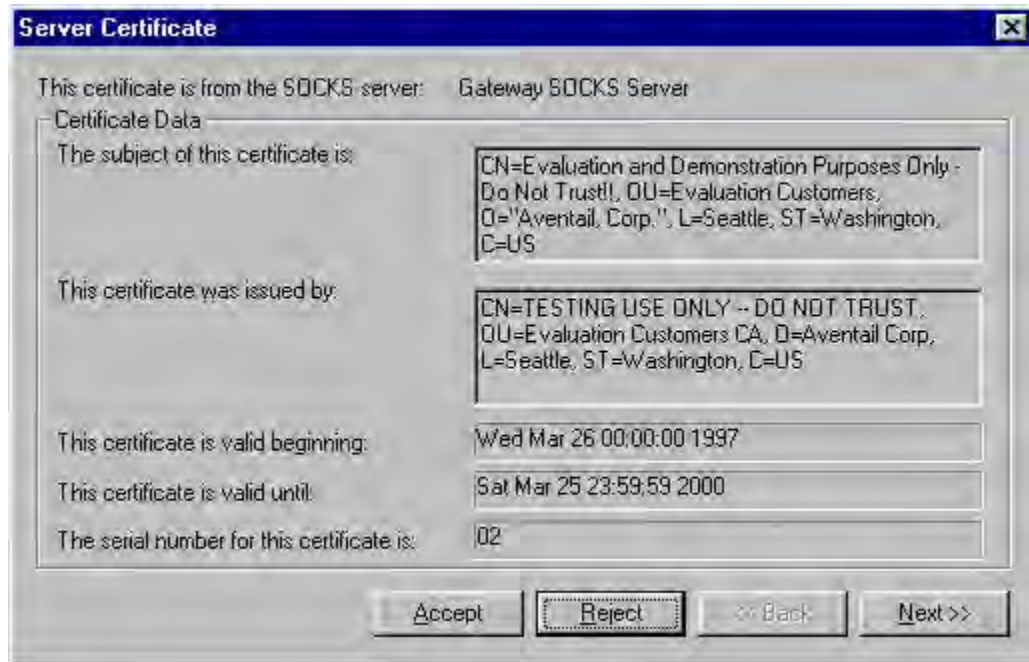 Server Certificate
This certificate is from the SOCKS server: Gateway SOCKS Server
Certificate Data
The subject of this certificate is:
CN=Evaluation and Demonstration Purposes Only -
Do Not Trust!!, OU=Evaluation Customers,
O="Aventail, Corp.", L=Seattle, ST=Washington,
C=US
This certificate was issued by:
CN=TESTING USE ONLY -- DO NOT TRUST,
OU=Evaluation Customers CA, O=Aventail Corp,
L=Seattle, ST=Washington, C=US
This certificate is valid beginning: Wed Mar 26 00:00:00 1997
This certificate is valid until: Sat Mar 25 23:59:59 2000
The serial number for this certificate is: 02
Accept Reject << Back Next >>